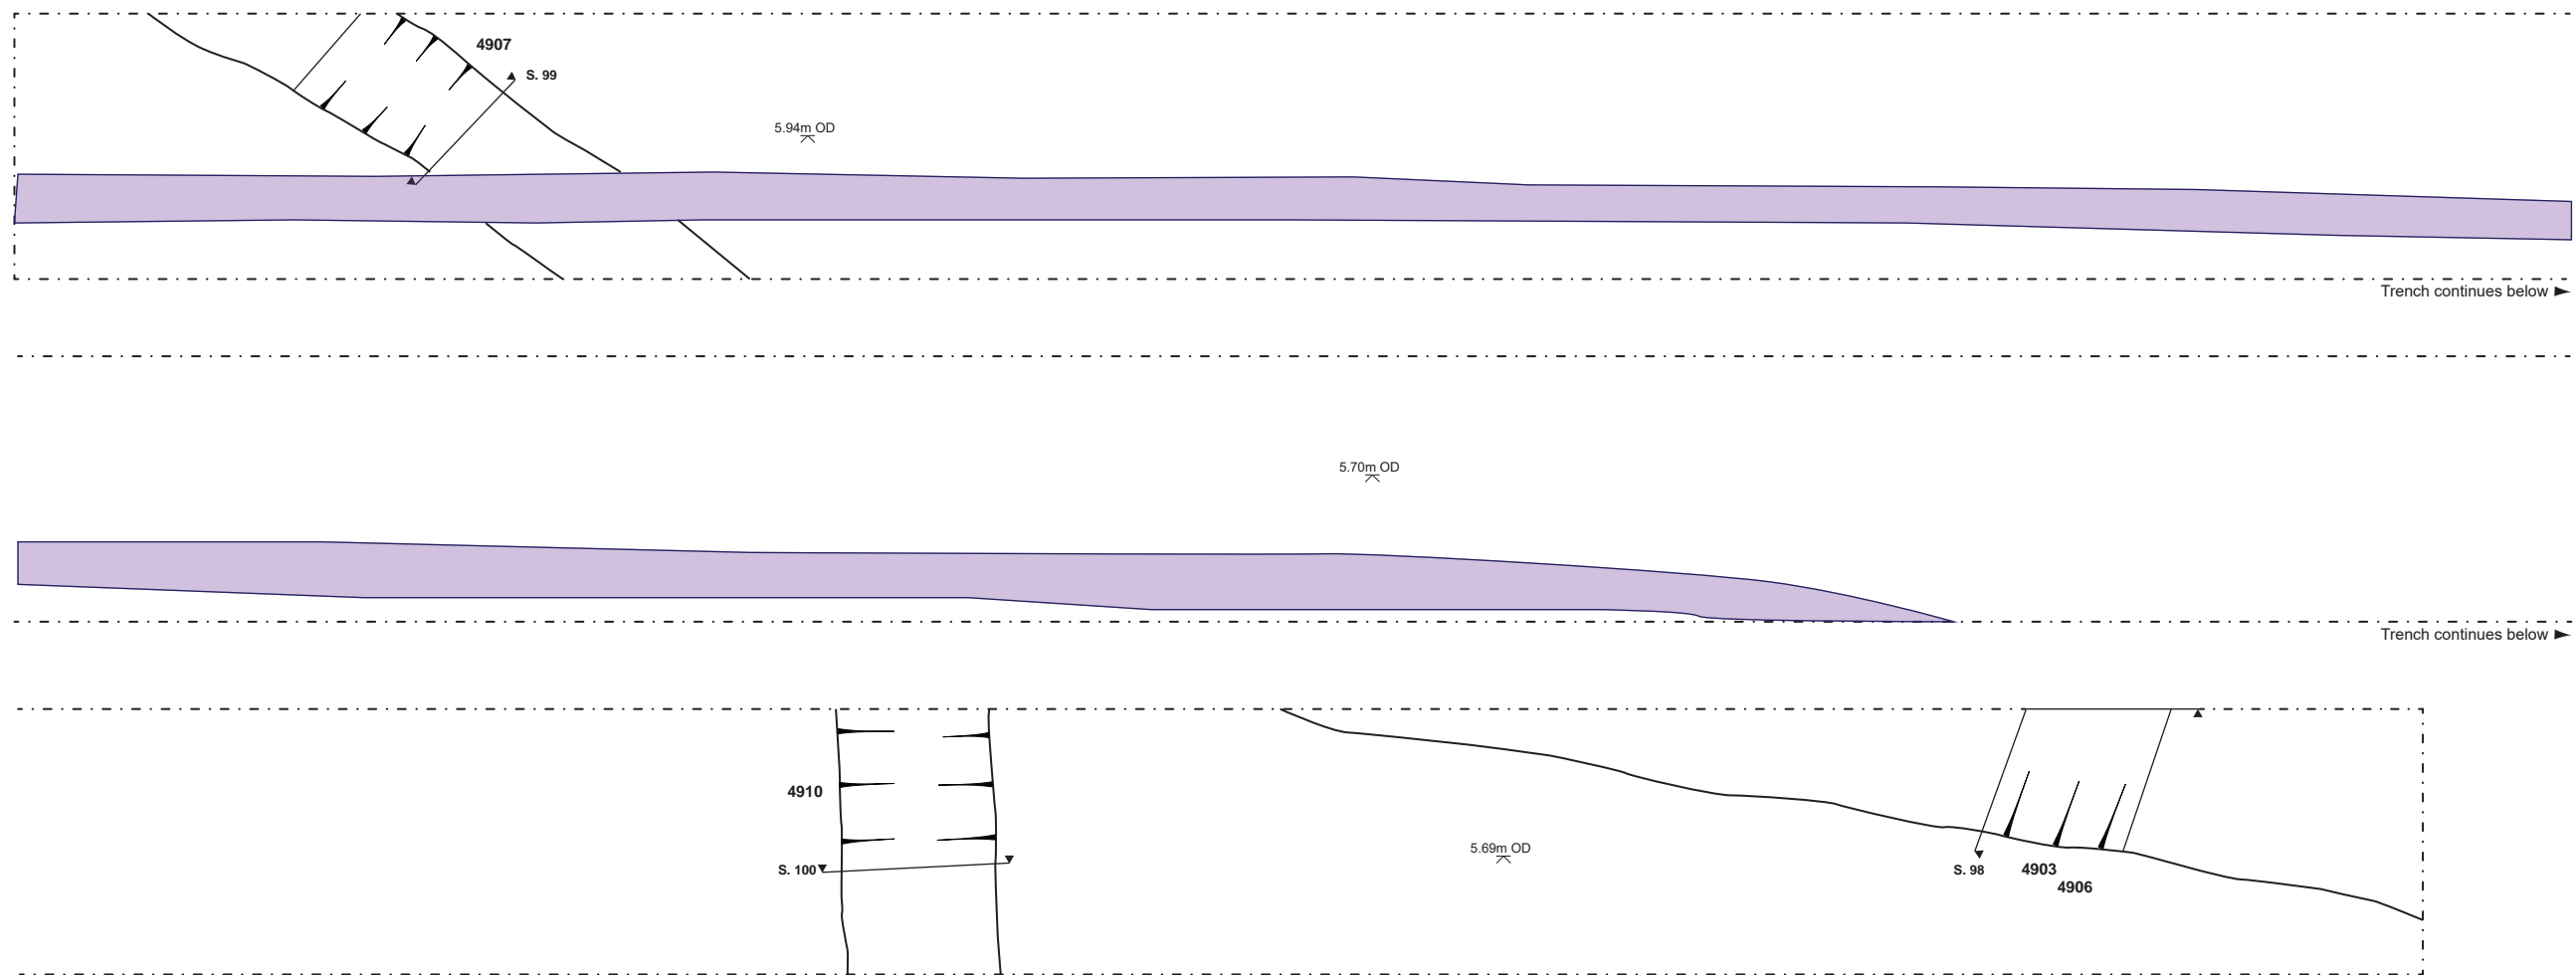 4907
S. 99
5.94m OD
Trench continues below
5.70m OD
Trench continues below
4910
S. 100
5.69m OD
S. 98
4903
4906